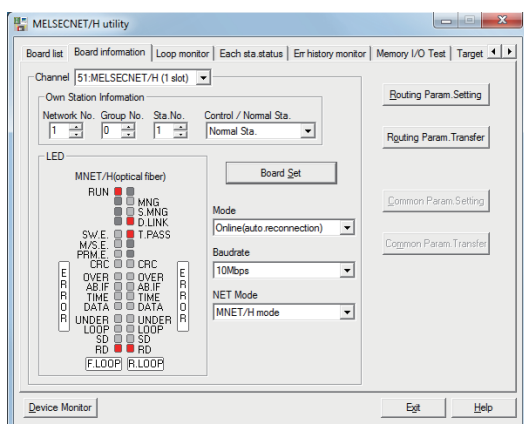 MELSECNET/H utility
Board list Board information Loop monitor Each sta.status Err history monitor Memory I/O Test Target
Channel 51:MELSECNET/H (1 slot)
Own Station Information
Network No. Group No. Sta.No. Control / Normal Sta.
1 0 1 Normal Sta.
Routing Param.Setting
Routing Param.Transfer
Common Param.Setting
Common Param.Transfer
LED
MNET/H(optical fiber)
RUN
MNG
S.MNG
D.LINK
SW.E. T.PASS
M/S.E.
PRM.E.
CRC CRC
OVER OVER
AB.IF AB.IF
TIME TIME
DATA DATA
UNDER UNDER
LOOP LOOP
SD SD
RD RD
ERROR ERROR
F.LOOP R.LOOP
Board Set
Mode
Online(auto.reconnection)
Baudrate
10Mbps
NET Mode
MNET/H mode
Device Monitor Exit Help